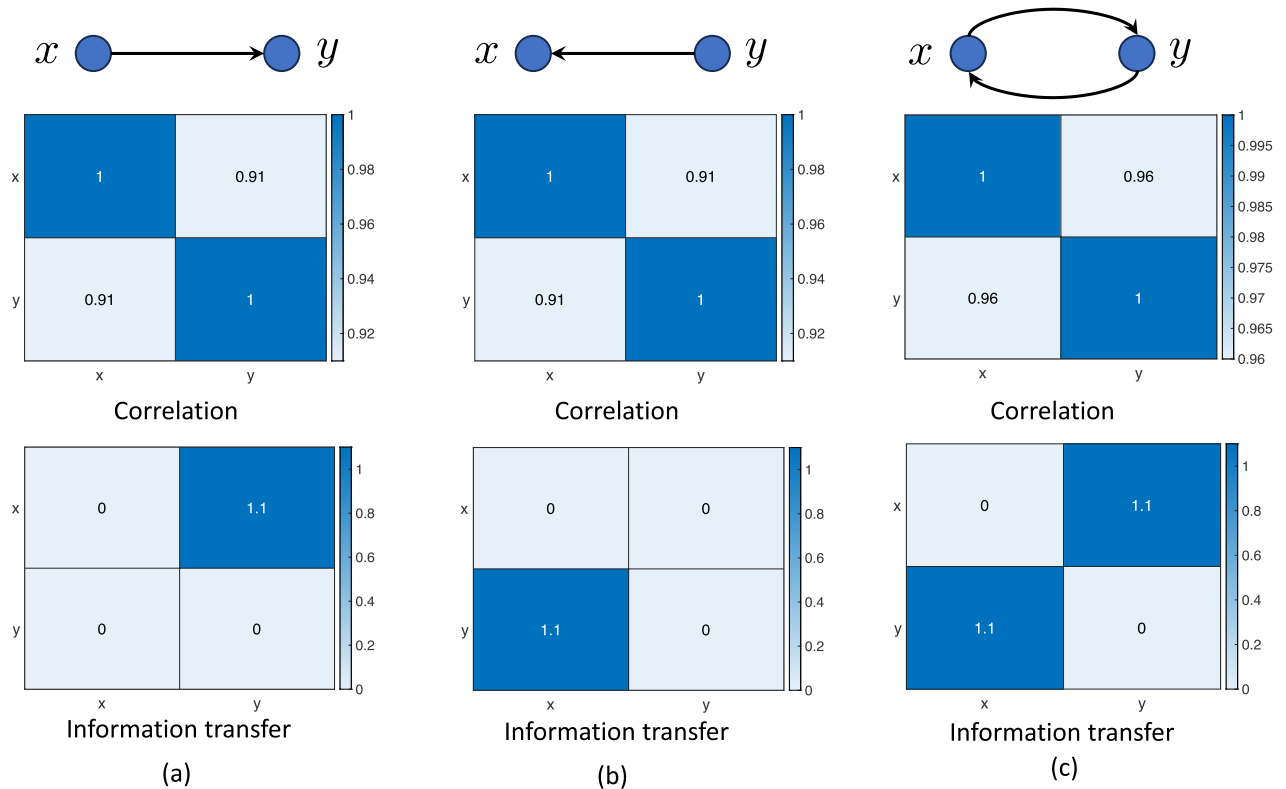 x y
1
0.98
0.96
0.94
0.92
x 1 0.91
y 0.91 1
x y
Correlation
1
0.8
0.6
0.4
0.2
0
x 0 1.1
y 0 0
x y
Information transfer
(a)
x y
1
0.98
0.96
0.94
0.92
x 1 0.91
y 0.91 1
x y
Correlation
1
0.8
0.6
0.4
0.2
0
x 0 0
y 1.1 0
x y
Information transfer
(b)
x y
1
0.995
0.99
0.985
0.98
0.975
0.97
0.965
0.96
x 1 0.96
y 0.96 1
x y
Correlation
1
0.8
0.6
0.4
0.2
0
x 0 1.1
y 1.1 0
x y
Information transfer
(c)